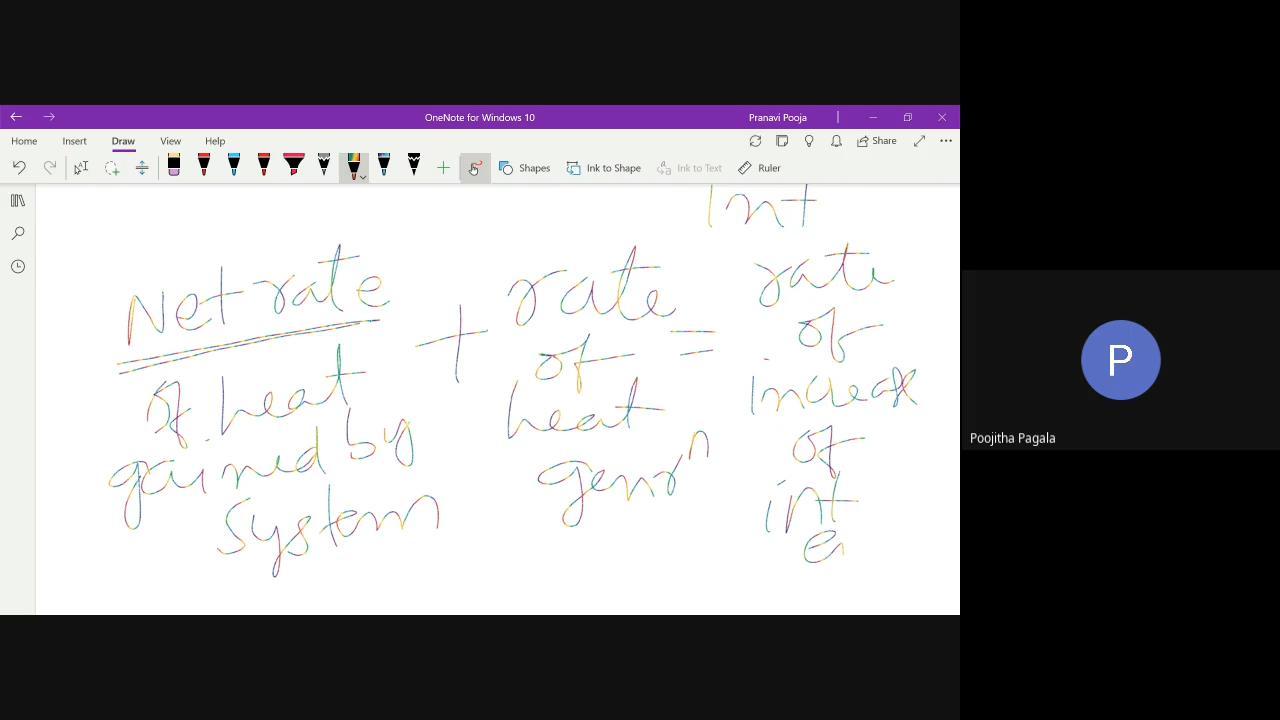 OneNote for Windows 10
Pranavi Pooja
Home Insert Draw View Help
Share
Shapes Ink to Shape Ink to Text Ruler
Int
Net rate + rate = rate
of heat of of
gained by heat increase
system genrⁿ of
int
en
P
Poojitha Pagala